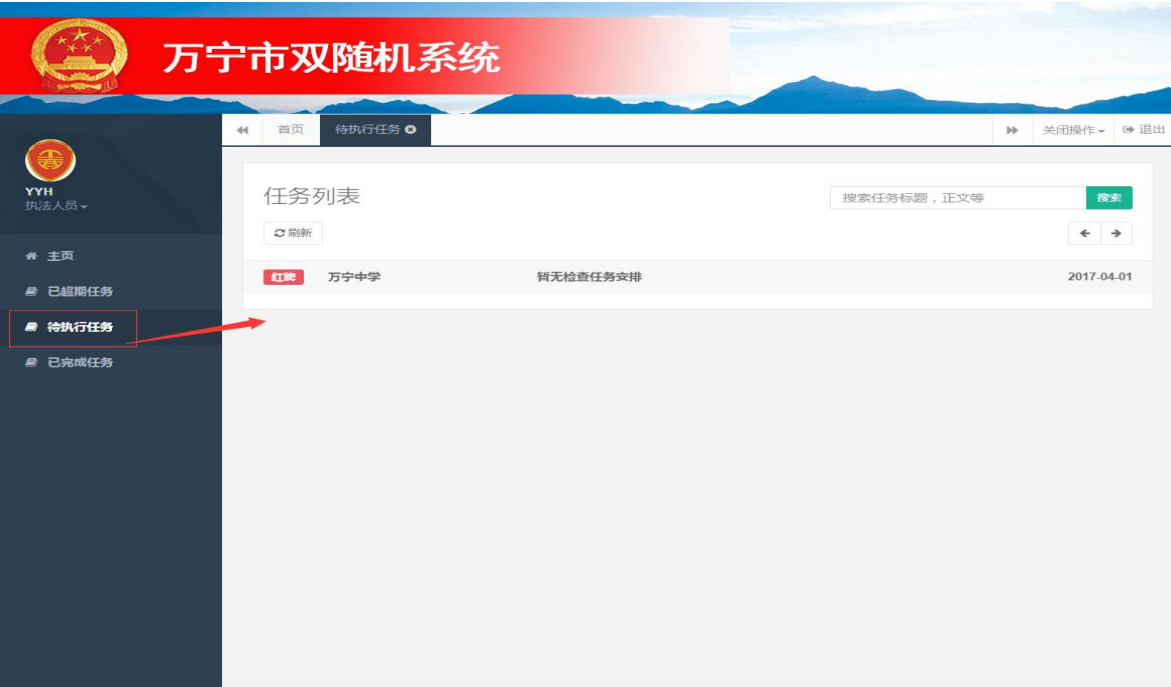 万宁市双随机系统
首页 待执行任务 关闭操作 退出
YYH
执法人员
主页
已超期任务
待执行任务
已完成任务
任务列表
搜索任务标题，正文等 搜索
刷新
红牌 万宁中学 暂无检查任务安排 2017-04-01